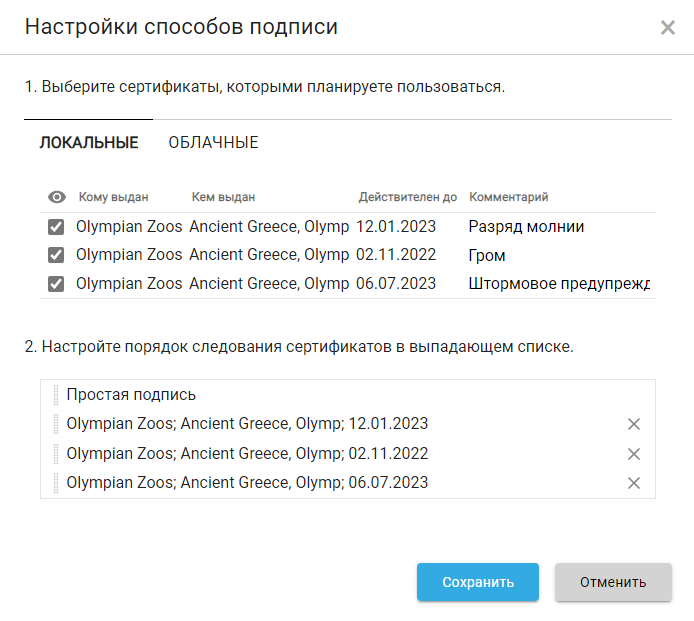 Настройки способов подписи
1. Выберите сертификаты, которыми планируете пользоваться.
ЛОКАЛЬНЫЕ ОБЛАЧНЫЕ
Кому выдан Кем выдан Действителен до Комментарий
Olympian Zoos Ancient Greece, Olymp 12.01.2023 Разряд молнии
Olympian Zoos Ancient Greece, Olymp 02.11.2022 Гром
Olympian Zoos Ancient Greece, Olymp 06.07.2023 Штормовое предупрежд
2. Настройте порядок следования сертификатов в выпадающем списке.
Простая подпись
Olympian Zoos; Ancient Greece, Olymp; 12.01.2023
Olympian Zoos; Ancient Greece, Olymp; 02.11.2022
Olympian Zoos; Ancient Greece, Olymp; 06.07.2023
Сохранить Отменить